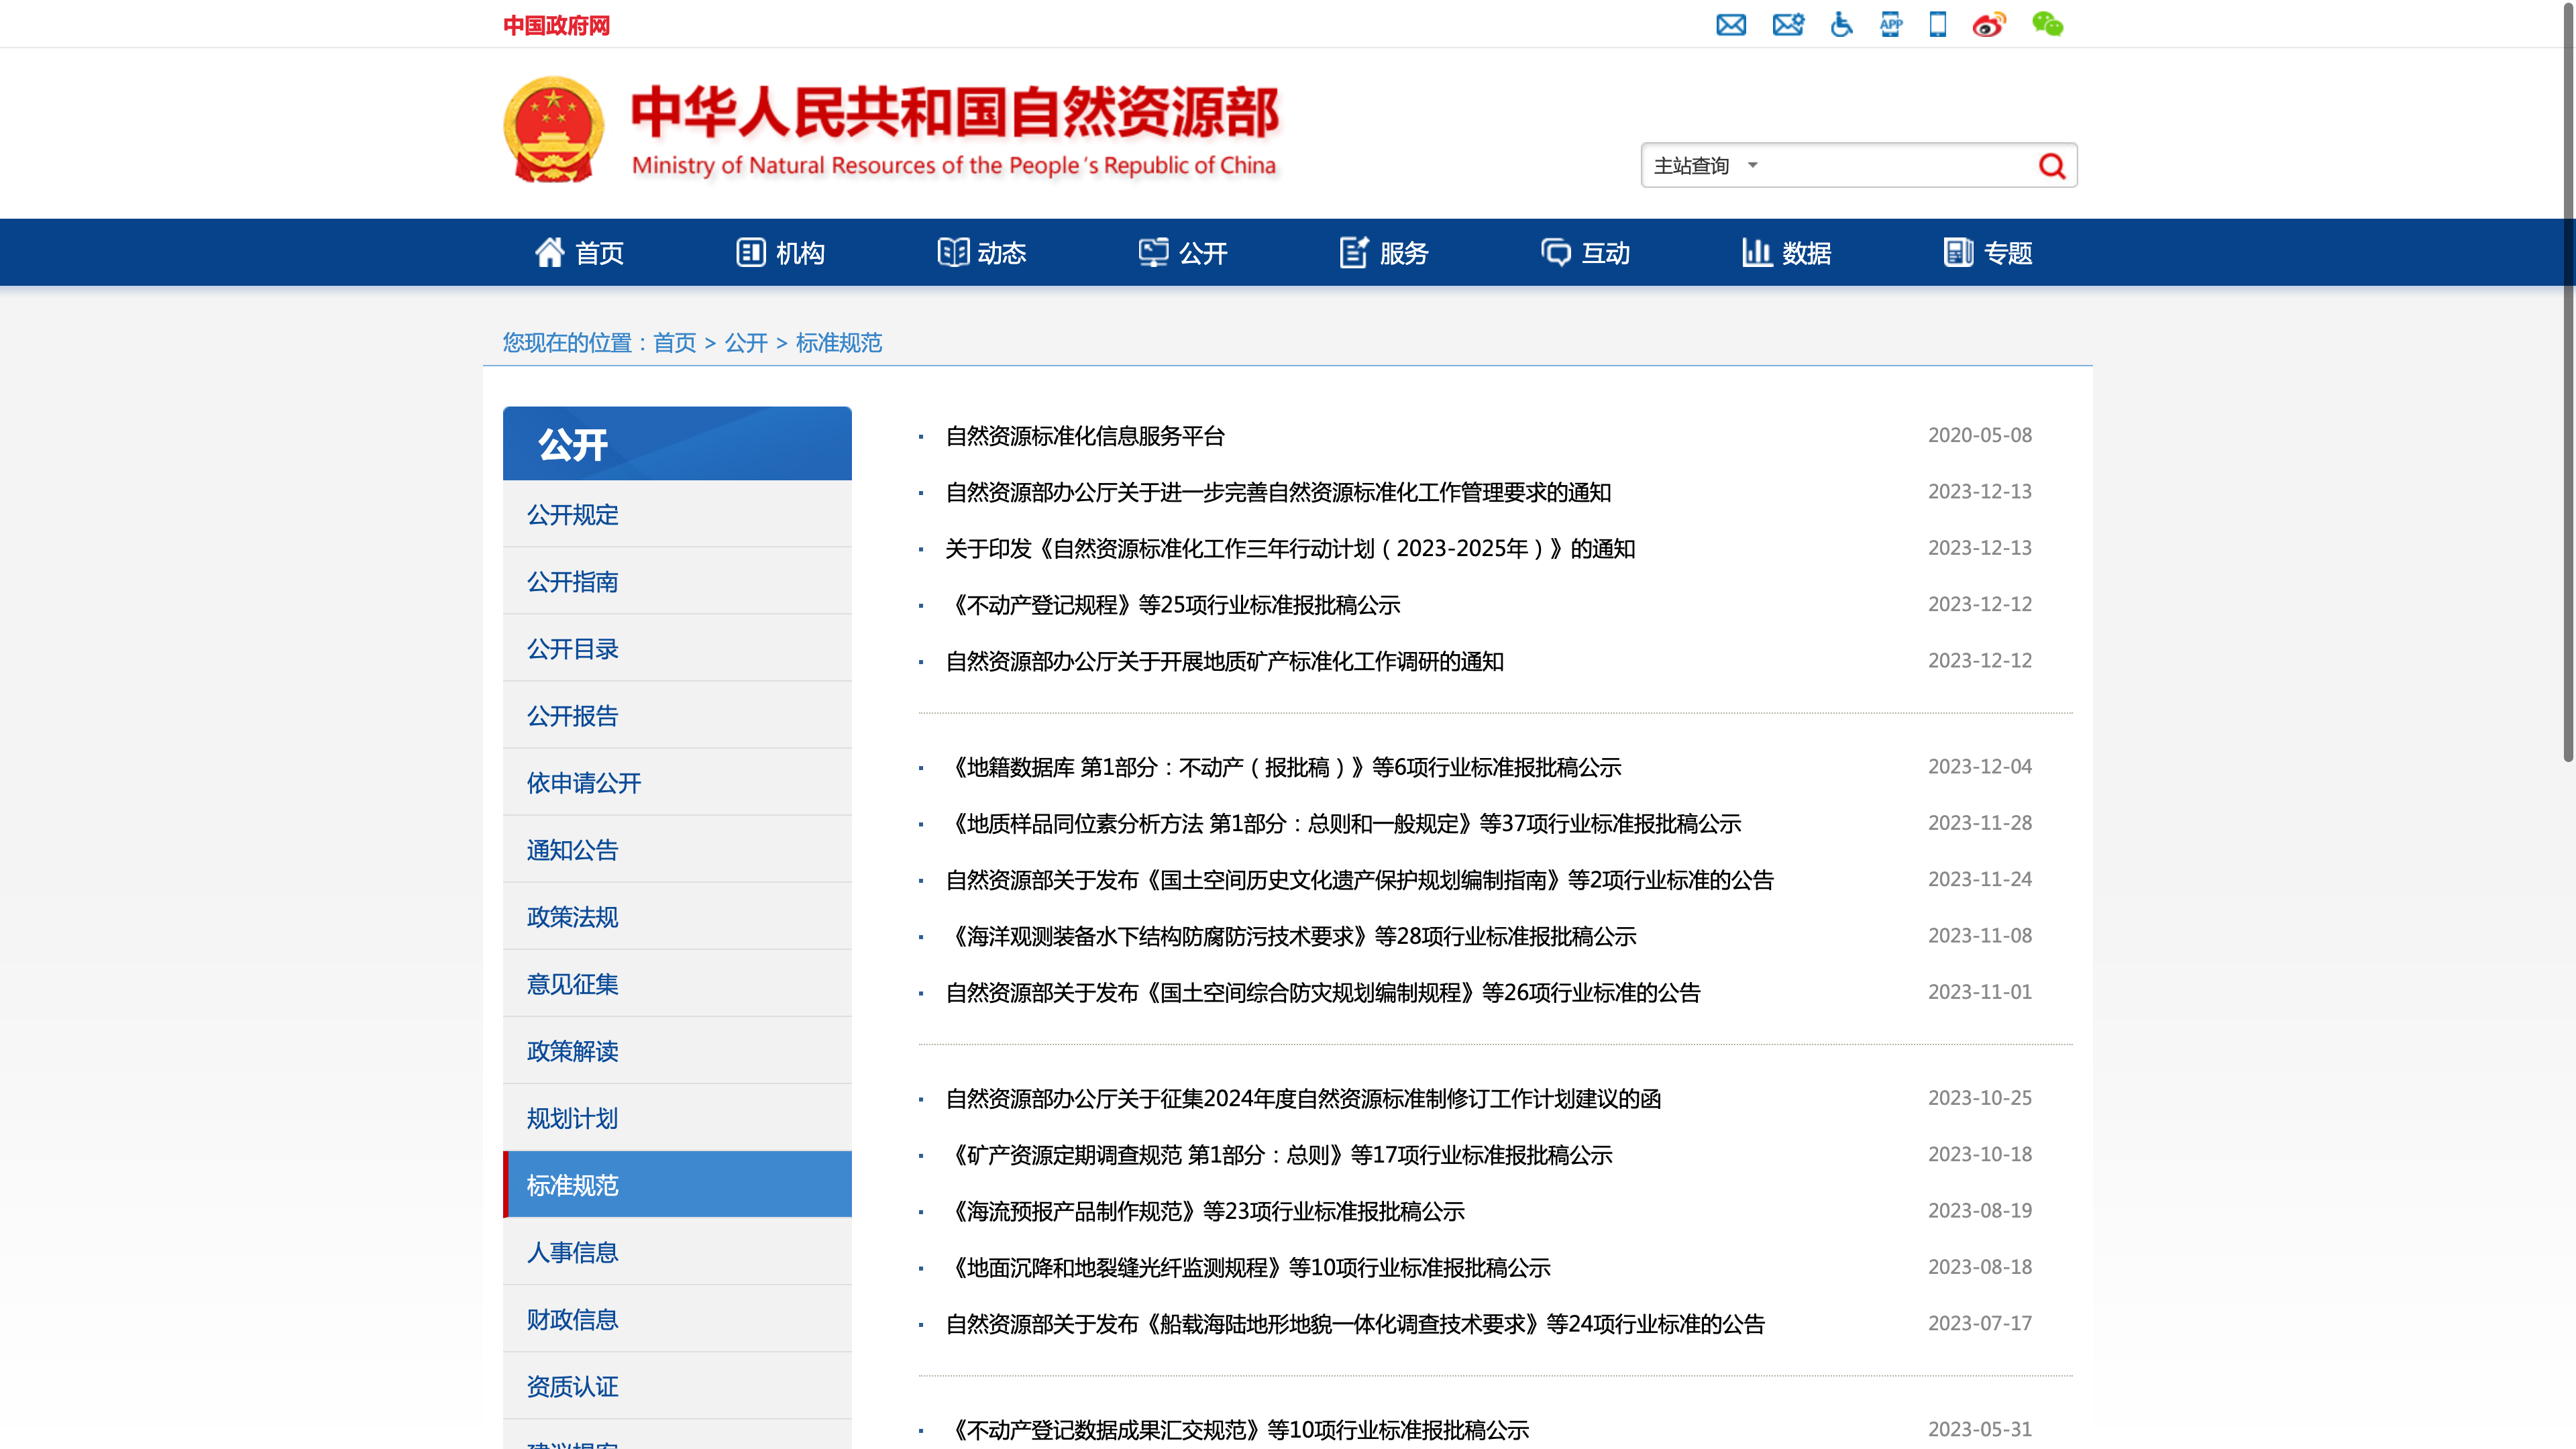 中国政府网
APP
中华人民共和国自然资源部
Ministry of Natural Resources of the People's Republic of China
主站查询
首页 机构 动态 公开 服务 互动 数据 专题
您现在的位置：首页 > 公开 > 标准规范
公开
公开规定
公开指南
公开目录
公开报告
依申请公开
通知公告
政策法规
意见征集
政策解读
规划计划
标准规范
人事信息
财政信息
资质认证
自然资源标准化信息服务平台 2020-05-08
自然资源部办公厅关于进一步完善自然资源标准化工作管理要求的通知 2023-12-13
关于印发《自然资源标准化工作三年行动计划（2023-2025年）》的通知 2023-12-13
《不动产登记规程》等25项行业标准报批稿公示 2023-12-12
自然资源部办公厅关于开展地质矿产标准化工作调研的通知 2023-12-12
《地籍数据库 第1部分：不动产（报批稿）》等6项行业标准报批稿公示 2023-12-04
《地质样品同位素分析方法 第1部分：总则和一般规定》等37项行业标准报批稿公示 2023-11-28
自然资源部关于发布《国土空间历史文化遗产保护规划编制指南》等2项行业标准的公告 2023-11-24
《海洋观测装备水下结构防腐防污技术要求》等28项行业标准报批稿公示 2023-11-08
自然资源部关于发布《国土空间综合防灾规划编制规程》等26项行业标准的公告 2023-11-01
自然资源部办公厅关于征集2024年度自然资源标准制修订工作计划建议的函 2023-10-25
《矿产资源定期调查规范 第1部分：总则》等17项行业标准报批稿公示 2023-10-18
《海流预报产品制作规范》等23项行业标准报批稿公示 2023-08-19
《地面沉降和地裂缝光纤监测规程》等10项行业标准报批稿公示 2023-08-18
自然资源部关于发布《船载海陆地形地貌一体化调查技术要求》等24项行业标准的公告 2023-07-17
《不动产登记数据成果汇交规范》等10项行业标准报批稿公示 2023-05-31